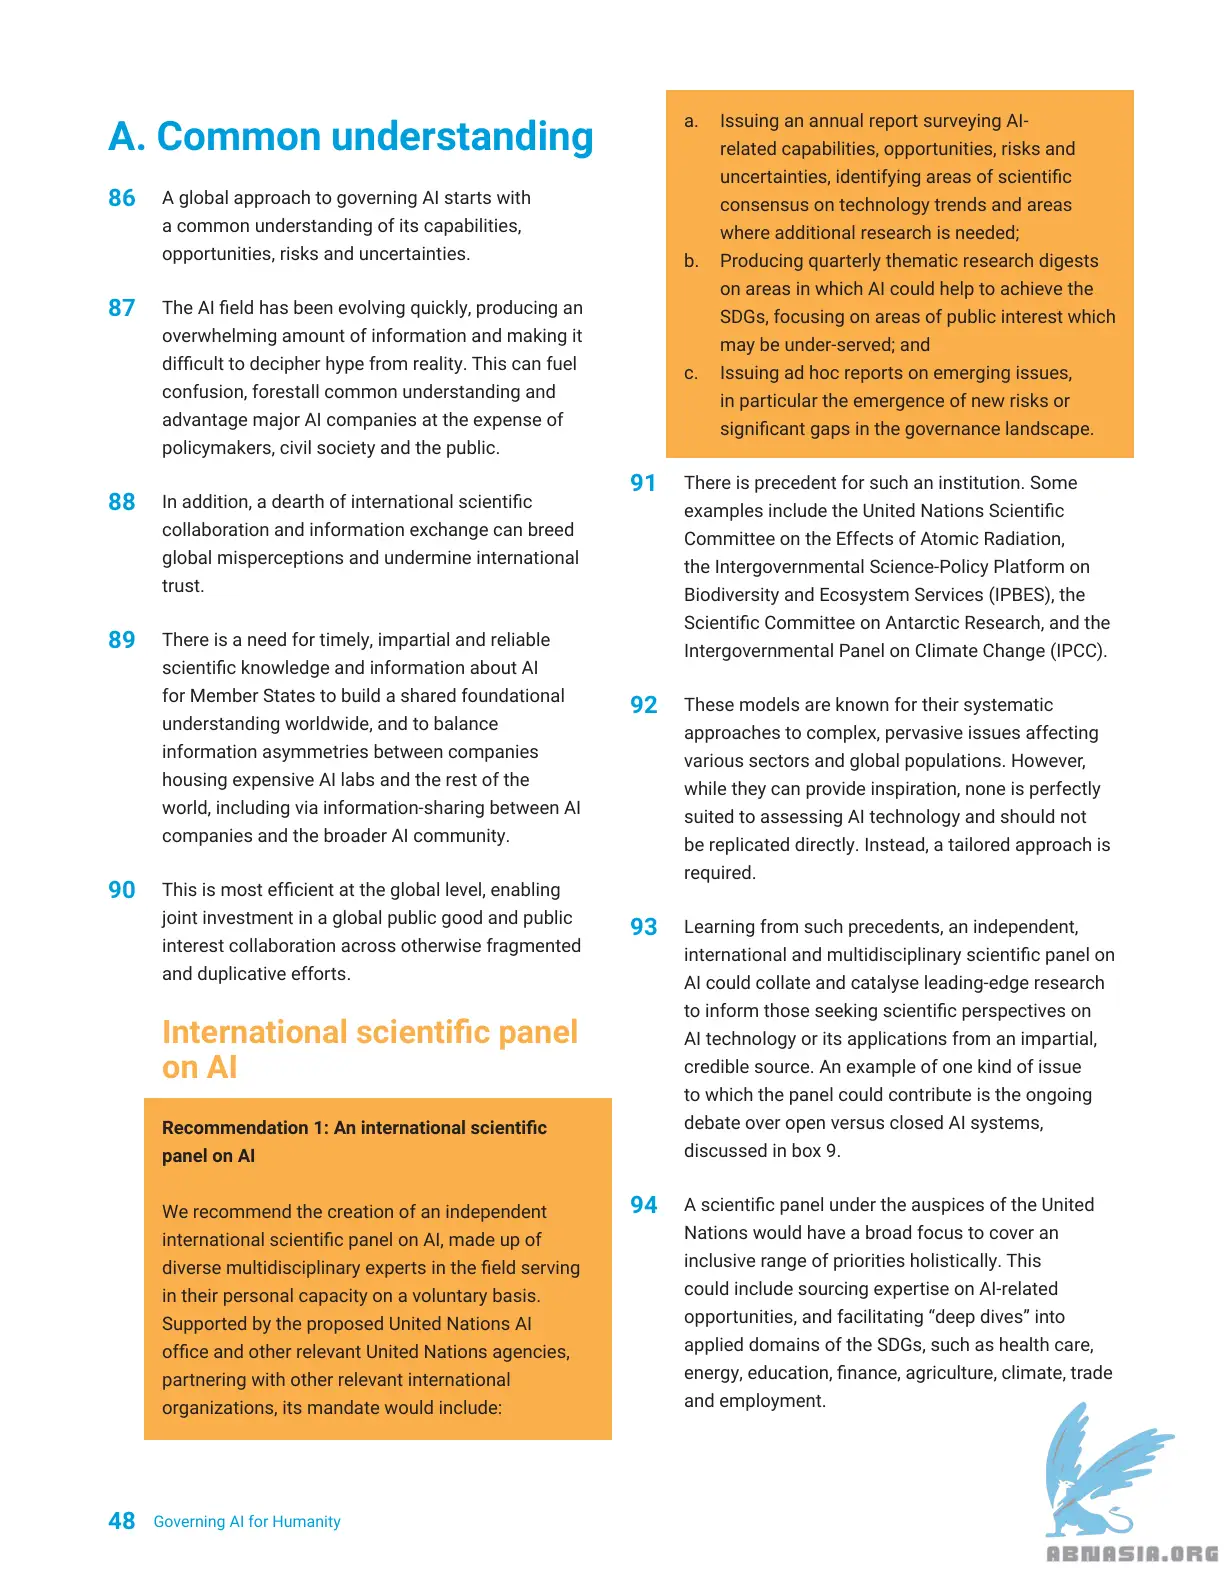 A. Common understanding
86 A global approach to governing AI starts with
a common understanding of its capabilities,
opportunities, risks and uncertainties.
87 The AI field has been evolving quickly, producing an
overwhelming amount of information and making it
difficult to decipher hype from reality. This can fuel
confusion, forestall common understanding and
advantage major AI companies at the expense of
policymakers, civil society and the public.
88 In addition, a dearth of international scientific
collaboration and information exchange can breed
global misperceptions and undermine international
trust.
89 There is a need for timely, impartial and reliable
scientific knowledge and information about AI
for Member States to build a shared foundational
understanding worldwide, and to balance
information asymmetries between companies
housing expensive AI labs and the rest of the
world, including via information-sharing between AI
companies and the broader AI community.
90 This is most efficient at the global level, enabling
joint investment in a global public good and public
interest collaboration across otherwise fragmented
and duplicative efforts.
International scientific panel
on AI
Recommendation 1: An international scientific
panel on AI
We recommend the creation of an independent
international scientific panel on AI, made up of
diverse multidisciplinary experts in the field serving
in their personal capacity on a voluntary basis.
Supported by the proposed United Nations AI
office and other relevant United Nations agencies,
partnering with other relevant international
organizations, its mandate would include:
a. Issuing an annual report surveying AI-
related capabilities, opportunities, risks and
uncertainties, identifying areas of scientific
consensus on technology trends and areas
where additional research is needed;
b. Producing quarterly thematic research digests
on areas in which AI could help to achieve the
SDGs, focusing on areas of public interest which
may be under-served; and
c. Issuing ad hoc reports on emerging issues,
in particular the emergence of new risks or
significant gaps in the governance landscape.
91 There is precedent for such an institution. Some
examples include the United Nations Scientific
Committee on the Effects of Atomic Radiation,
the Intergovernmental Science-Policy Platform on
Biodiversity and Ecosystem Services (IPBES), the
Scientific Committee on Antarctic Research, and the
Intergovernmental Panel on Climate Change (IPCC).
92 These models are known for their systematic
approaches to complex, pervasive issues affecting
various sectors and global populations. However,
while they can provide inspiration, none is perfectly
suited to assessing AI technology and should not
be replicated directly. Instead, a tailored approach is
required.
93 Learning from such precedents, an independent,
international and multidisciplinary scientific panel on
AI could collate and catalyse leading-edge research
to inform those seeking scientific perspectives on
AI technology or its applications from an impartial,
credible source. An example of one kind of issue
to which the panel could contribute is the ongoing
debate over open versus closed AI systems,
discussed in box 9.
94 A scientific panel under the auspices of the United
Nations would have a broad focus to cover an
inclusive range of priorities holistically. This
could include sourcing expertise on AI-related
opportunities, and facilitating “deep dives” into
applied domains of the SDGs, such as health care,
energy, education, finance, agriculture, climate, trade
and employment.
48 Governing AI for Humanity
ABNASIA.ORG